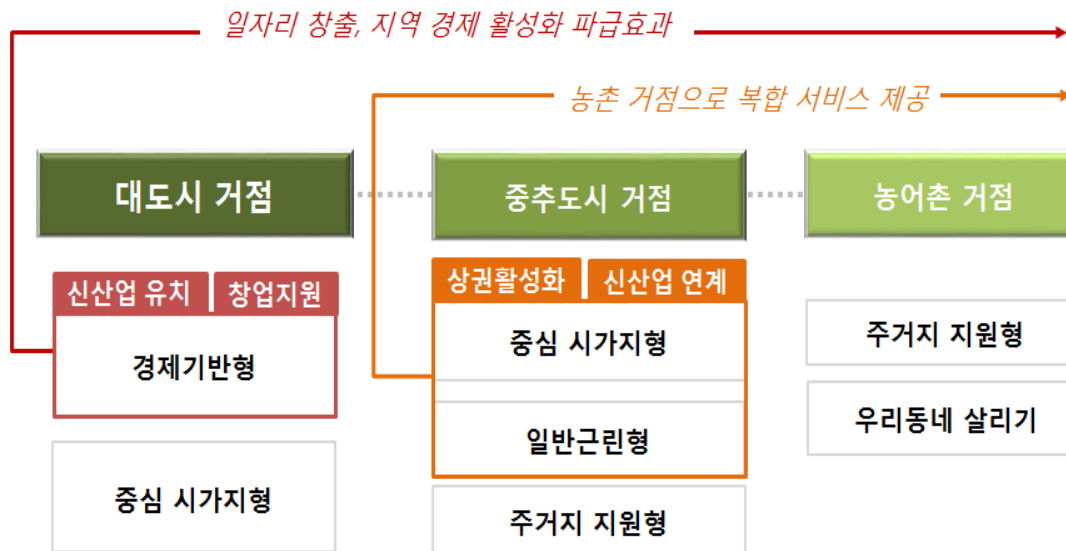 일자리 창출, 지역 경제 활성화 파급효과
농촌 거점으로 복합 서비스 제공
대도시 거점
중추도시 거점
농어촌 거점
신산업 유치
창업지원
경제기반형
중심 시가지형
상권활성화
신산업 연계
중심 시가지형
일반근린형
주거지 지원형
주거지 지원형
우리동네 살리기